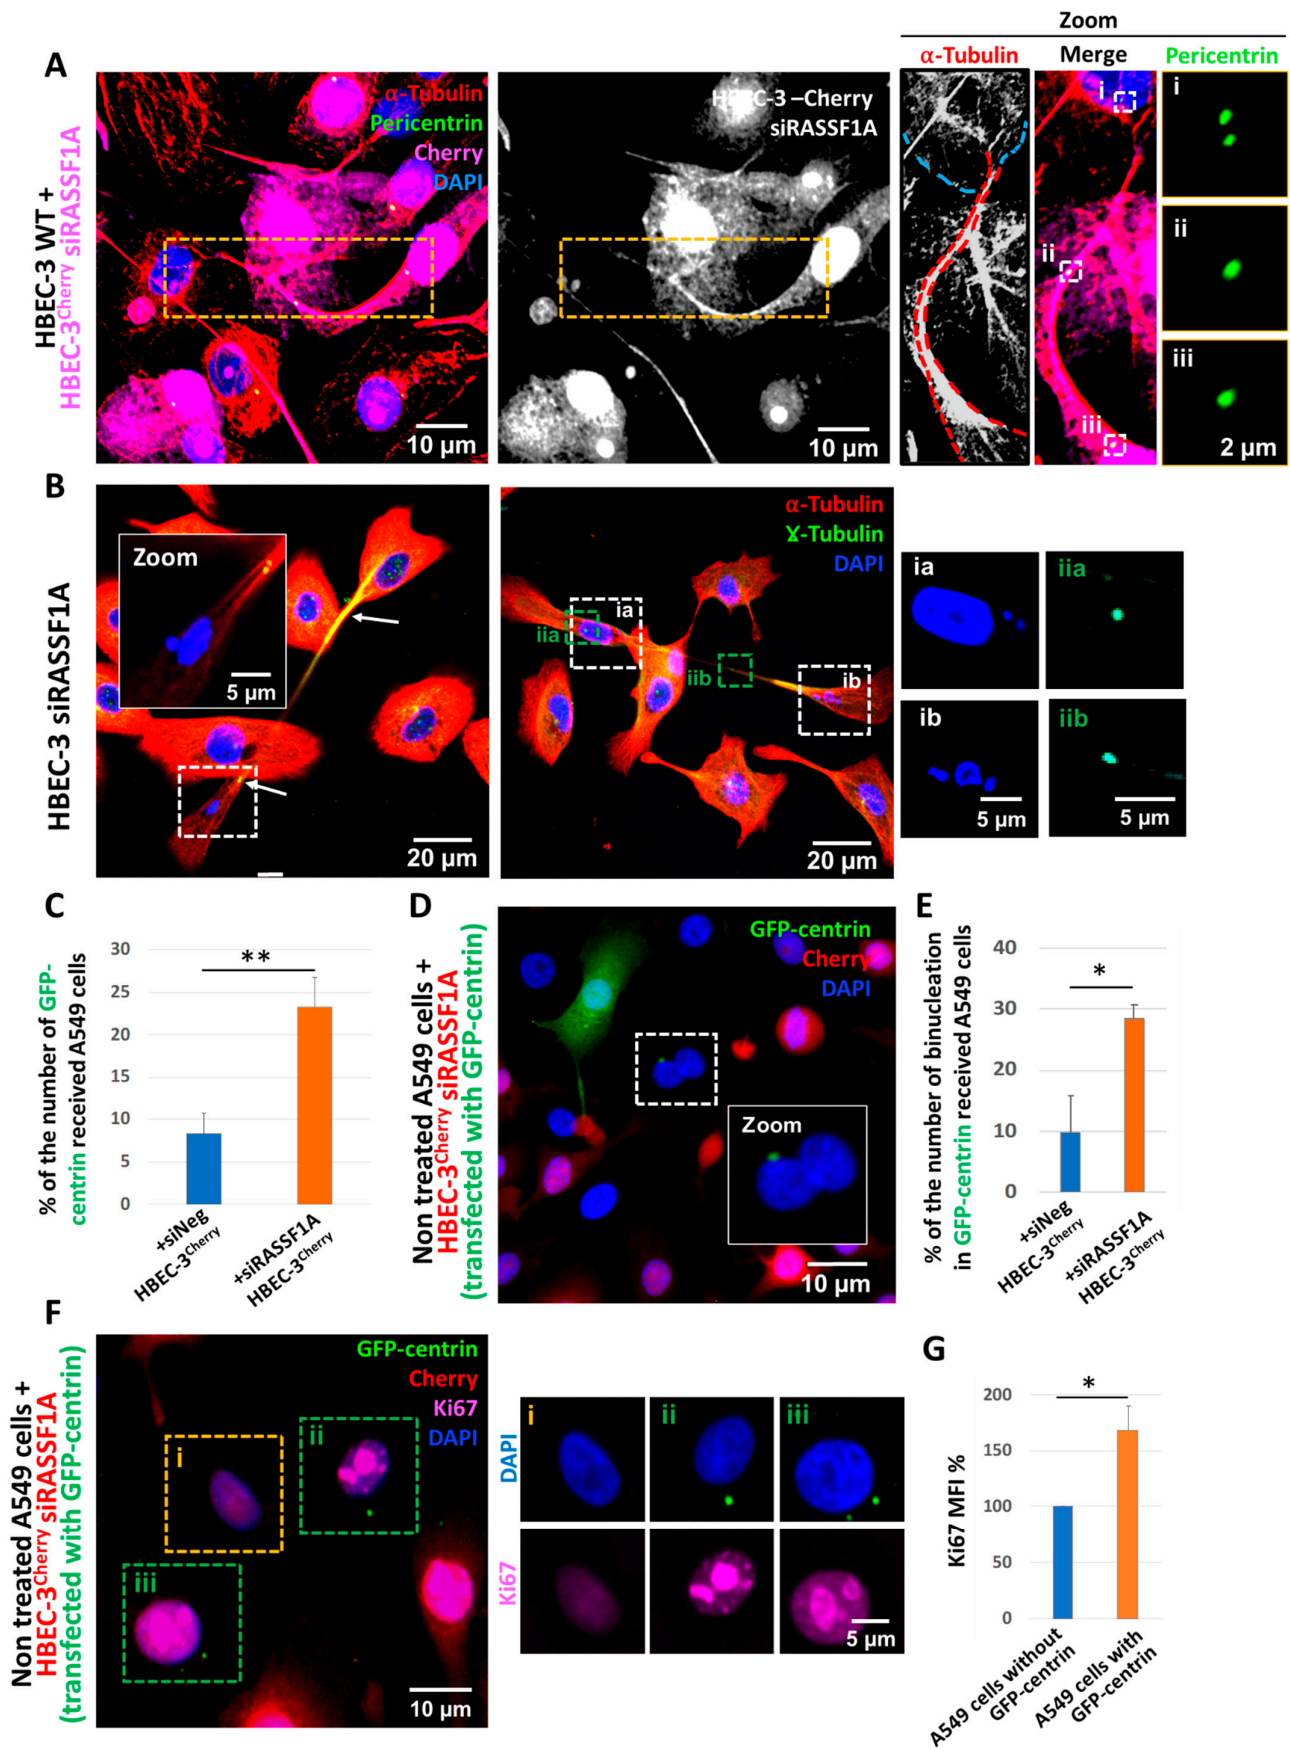 A
HBEC-3 WT +
HBEC-3Cherry siRASSF1A
α-Tubulin
Pericentrin
Cherry
DAPI
10 µm
HBEC-3 –Cherry
siRASSF1A
10 µm
Zoom
α-Tubulin
Merge
Pericentrin
i
ii
iii
i
ii
iii
2 µm
B
HBEC-3 siRASSF1A
Zoom
5 µm
20 µm
α-Tubulin
Ɣ-Tubulin
DAPI
ia
iia
iib
ib
20 µm
ia
iia
ib
iib
5 µm
5 µm
C
% of the number of GFP-
centrin received A549 cells
30
25
20
15
10
5
0
**
+siNeg
HBEC-3Cherry
+siRASSF1A
HBEC-3Cherry
D
Non treated A549 cells +
HBEC-3Cherry siRASSF1A
(transfected with GFP-centrin)
GFP-centrin
Cherry
DAPI
Zoom
10 µm
E
% of the number of binucleation
in GFP-centrin received A549 cells
40
30
20
10
0
*
+siNeg
HBEC-3Cherry
+siRASSF1A
HBEC-3Cherry
F
Non treated A549 cells +
HBEC-3Cherry siRASSF1A
(transfected with GFP-centrin)
GFP-centrin
Cherry
Ki67
DAPI
i
ii
iii
10 µm
DAPI
Ki67
i
ii
iii
5 µm
G
Ki67 MFI %
200
150
100
50
0
*
A549 cells without
GFP-centrin
A549 cells with
GFP-centrin